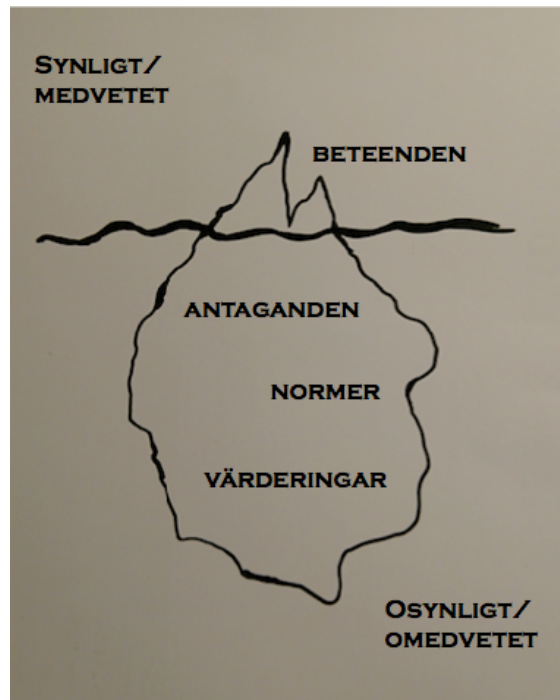 SYNLIGT/
MEDVETET
BETEENDEN
ANTAGANDEN
NORMER
VÄRDERINGAR
OSYNLIGT/
OMEDVETET